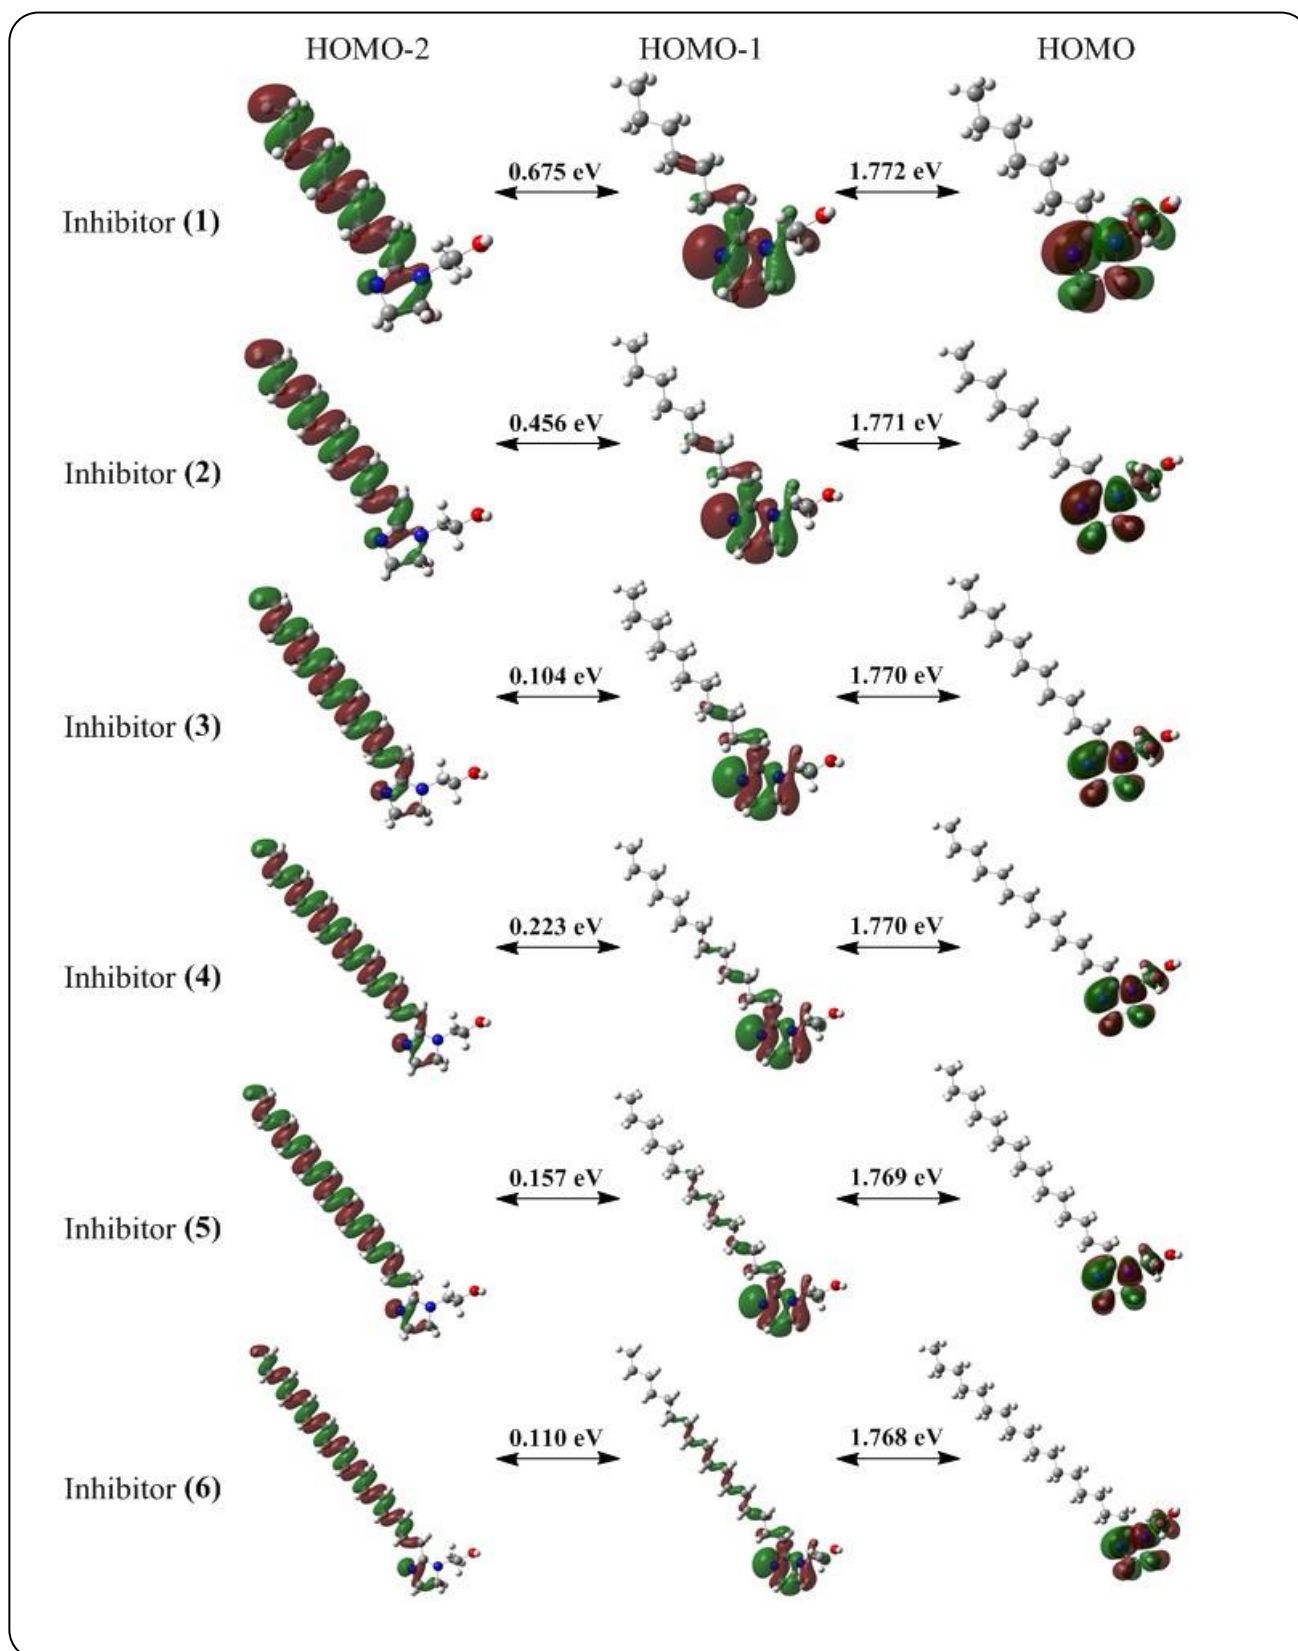 HOMO-2 HOMO-1 HOMO
0.675 eV 1.772 eV
Inhibitor (1)
0.456 eV 1.771 eV
Inhibitor (2)
0.104 eV 1.770 eV
Inhibitor (3)
0.223 eV 1.770 eV
Inhibitor (4)
0.157 eV 1.769 eV
Inhibitor (5)
0.110 eV 1.768 eV
Inhibitor (6)